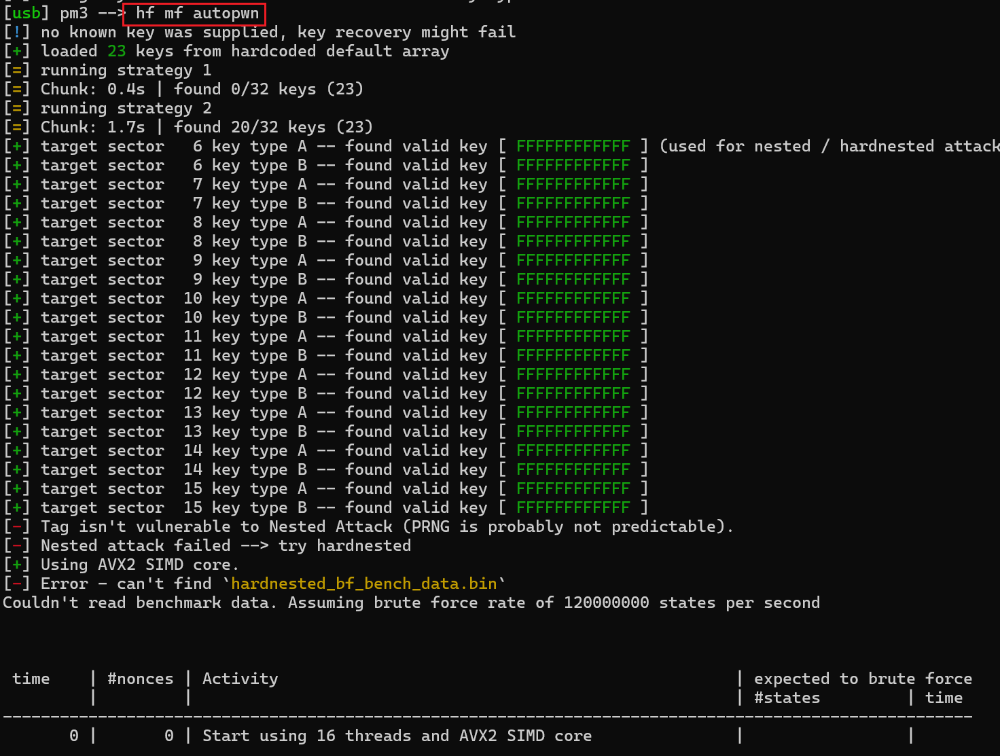 [usb] pm3 --> hf mf autopwn
[!] no known key was supplied, key recovery might fail
[+] loaded 23 keys from hardcoded default array
[=] running strategy 1
[=] Chunk: 0.4s | found 0/32 keys (23)
[=] running strategy 2
[=] Chunk: 1.7s | found 20/32 keys (23)
[+] target sector   6 key type A -- found valid key [ FFFFFFFFFFFF ] (used for nested / hardnested attack
[+] target sector   6 key type B -- found valid key [ FFFFFFFFFFFF ]
[+] target sector   7 key type A -- found valid key [ FFFFFFFFFFFF ]
[+] target sector   7 key type B -- found valid key [ FFFFFFFFFFFF ]
[+] target sector   8 key type A -- found valid key [ FFFFFFFFFFFF ]
[+] target sector   8 key type B -- found valid key [ FFFFFFFFFFFF ]
[+] target sector   9 key type A -- found valid key [ FFFFFFFFFFFF ]
[+] target sector   9 key type B -- found valid key [ FFFFFFFFFFFF ]
[+] target sector  10 key type A -- found valid key [ FFFFFFFFFFFF ]
[+] target sector  10 key type B -- found valid key [ FFFFFFFFFFFF ]
[+] target sector  11 key type A -- found valid key [ FFFFFFFFFFFF ]
[+] target sector  11 key type B -- found valid key [ FFFFFFFFFFFF ]
[+] target sector  12 key type A -- found valid key [ FFFFFFFFFFFF ]
[+] target sector  12 key type B -- found valid key [ FFFFFFFFFFFF ]
[+] target sector  13 key type A -- found valid key [ FFFFFFFFFFFF ]
[+] target sector  13 key type B -- found valid key [ FFFFFFFFFFFF ]
[+] target sector  14 key type A -- found valid key [ FFFFFFFFFFFF ]
[+] target sector  14 key type B -- found valid key [ FFFFFFFFFFFF ]
[+] target sector  15 key type A -- found valid key [ FFFFFFFFFFFF ]
[+] target sector  15 key type B -- found valid key [ FFFFFFFFFFFF ]
[-] Tag isn't vulnerable to Nested Attack (PRNG is probably not predictable).
[-] Nested attack failed --> try hardnested
[+] Using AVX2 SIMD core.
[-] Error - can't find `hardnested_bf_bench_data.bin`
Couldn't read benchmark data. Assuming brute force rate of 120000000 states per second
 time    | #nonces | Activity                                                | expected to brute force
         |         |                                                         | #states         | time
------------------------------------------------------------------------------------------------------
       0 |       0 | Start using 16 threads and AVX2 SIMD core               |                 |